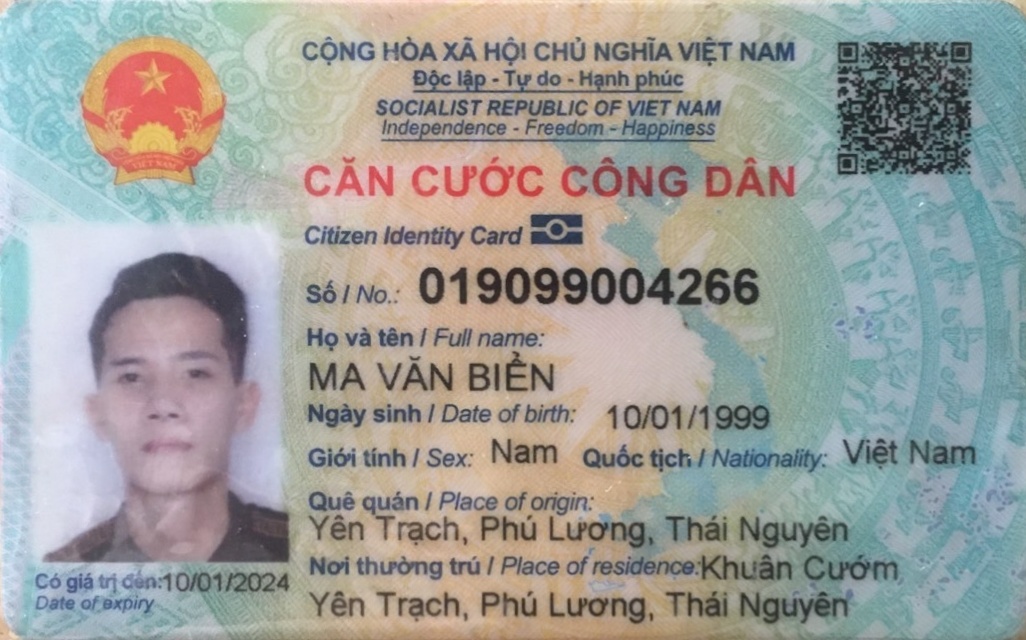 CỘNG HÒA XÃ HỘI CHỦ NGHĨA VIỆT NAM
Độc lập - Tự do - Hạnh phúc
SOCIALIST REPUBLIC OF VIET NAM
Independence - Freedom - Happiness
CĂN CƯỚC CÔNG DÂN
Citizen Identity Card
Số / No.: 019099004266
Họ và tên / Full name:
MA VĂN BIỂN
Ngày sinh / Date of birth: 10/01/1999
Giới tính / Sex: Nam Quốc tịch / Nationality: Việt Nam
Quê quán / Place of origin:
Yên Trạch, Phú Lương, Thái Nguyên
Nơi thường trú / Place of residence: Khuân Cướm
Yên Trạch, Phú Lương, Thái Nguyên
Có giá trị đến: 10/01/2024
Date of expiry
VIỆT NAM